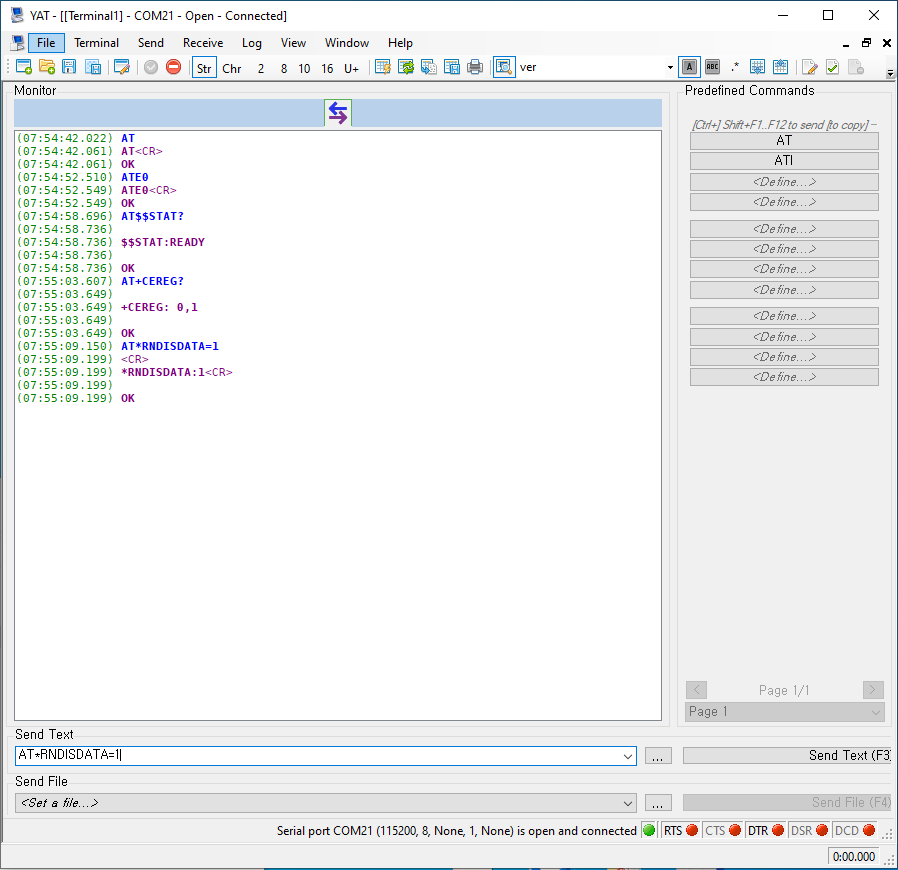 YAT - [[Terminal1] - COM21 - Open - Connected]
File Terminal Send Receive Log View Window Help
Str Chr 2 8 10 16 U+ ver A ABC .*
Monitor
(07:54:42.022) AT
(07:54:42.061) AT<CR>
(07:54:42.061) OK
(07:54:52.510) ATE0
(07:54:52.549) ATE0<CR>
(07:54:52.549) OK
(07:54:58.696) AT$$STAT?
(07:54:58.736)
(07:54:58.736) $$STAT:READY
(07:54:58.736)
(07:54:58.736) OK
(07:55:03.607) AT+CEREG?
(07:55:03.649)
(07:55:03.649) +CEREG: 0,1
(07:55:03.649)
(07:55:03.649) OK
(07:55:09.150) AT*RNDISDATA=1
(07:55:09.199) <CR>
(07:55:09.199) *RNDISDATA:1<CR>
(07:55:09.199)
(07:55:09.199) OK
Predefined Commands
[Ctrl+] Shift+F1..F12 to send [to copy]
AT
ATI
<Define...>
<Define...>
<Define...>
<Define...>
<Define...>
<Define...>
<Define...>
<Define...>
<Define...>
<Define...>
< Page 1/1 >
Page 1
Send Text
AT*RNDISDATA=1
... Send Text (F3)
Send File
<Set a file...>
... Send File (F4)
Serial port COM21 (115200, 8, None, 1, None) is open and connected RTS CTS DTR DSR DCD
0:00.000